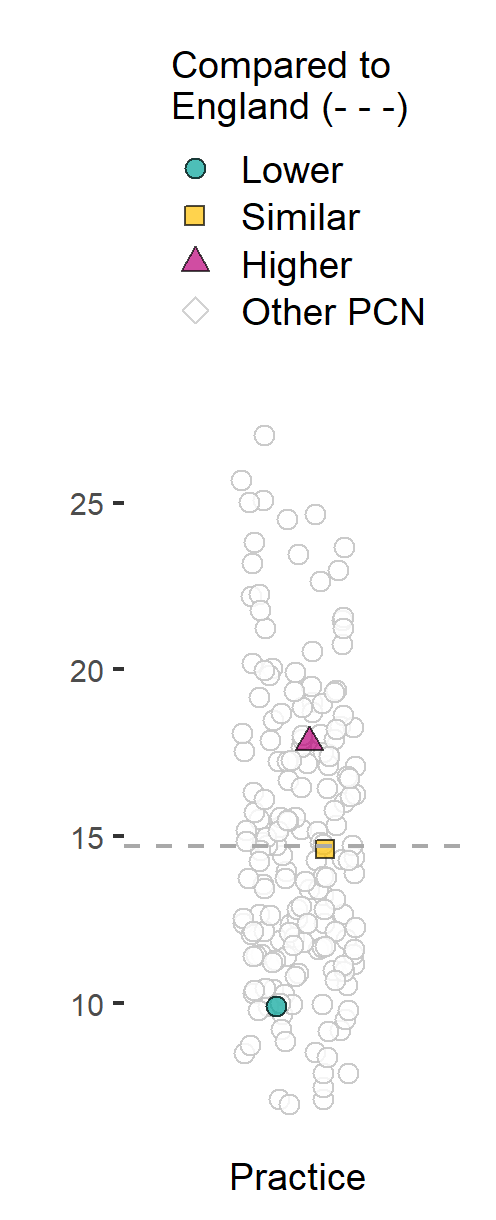 Compared to
England (- - -)
Lower
Similar
Higher
Other PCN
25
20
15
10
Practice